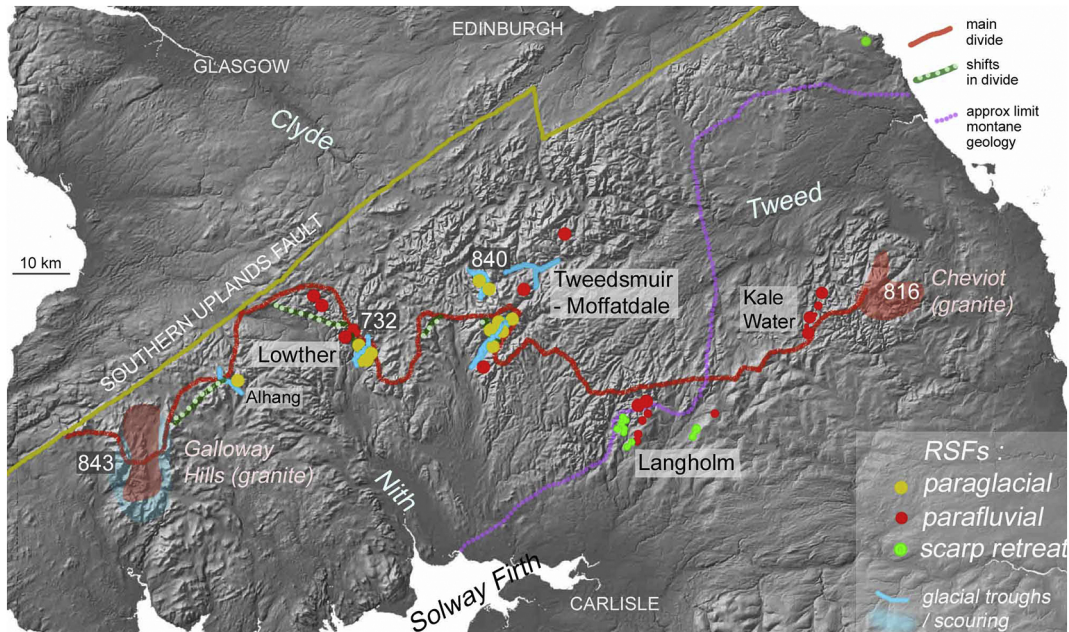 EDINBURGH
GLASGOW
main
divide
shifts
in divide
approx limit
montane
geology
Clyde
Tweed
10 km
SOUTHERN UPLANDS FAULT
840
Tweedsmuir
- Moffatdale
816
Cheviot
(granite)
Kale
Water
732
Lowther
Alhang
843
Galloway
Hills (granite)
Langholm
Nith
Solway Firth
CARLISLE
RSFs :
paraglacial
parafluvial
scarp retreat
glacial troughs
/ scouring